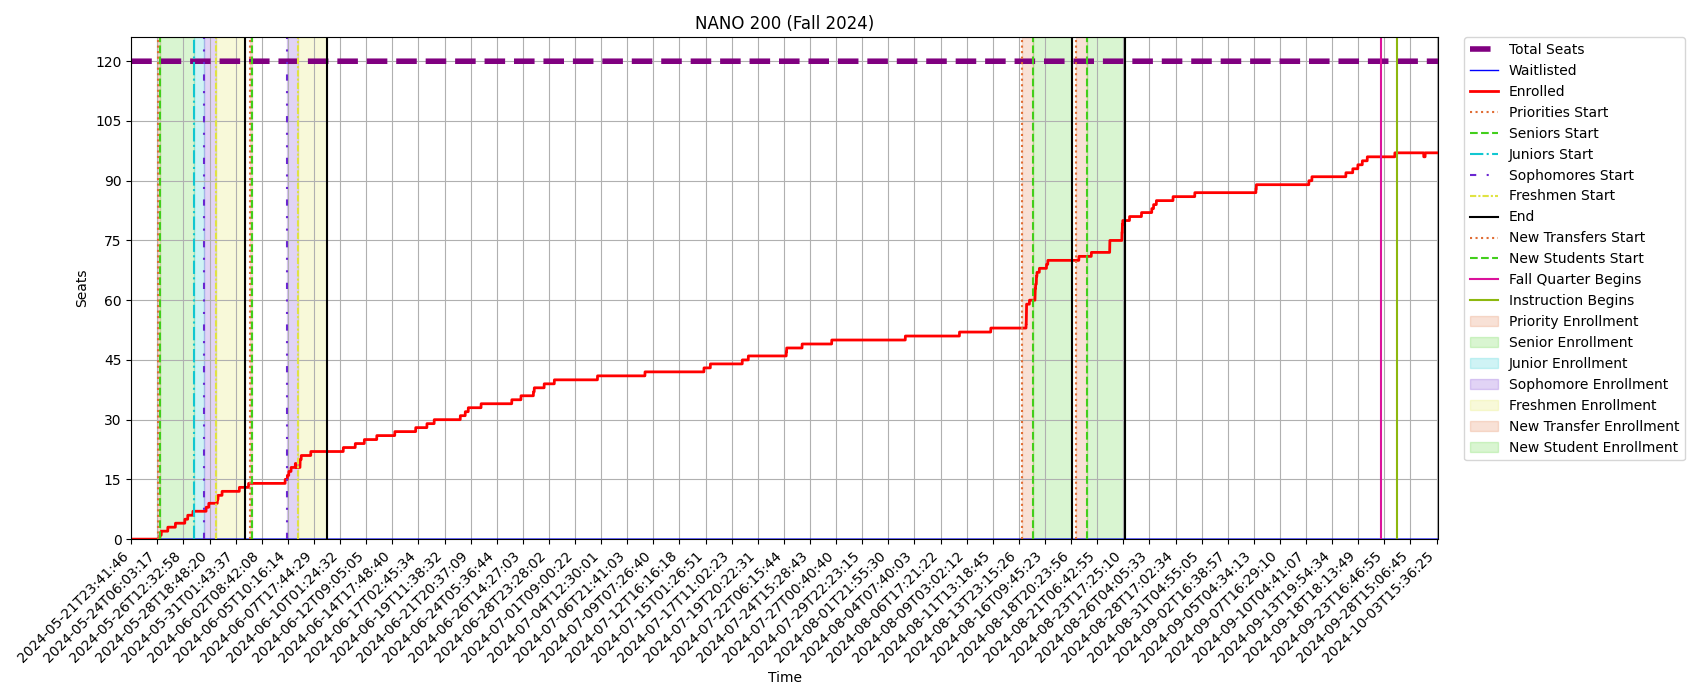 NANO 200 (Fall 2024)
120
105
90
75
60
45
30
15
0
Seats
2024-05-21T23:41:46
2024-05-24T06:03:17
2024-05-26T12:32:58
2024-05-28T18:48:20
2024-05-31T01:43:37
2024-06-02T08:42:08
2024-06-05T10:16:14
2024-06-07T17:44:29
2024-06-10T01:24:32
2024-06-12T09:05:05
2024-06-14T17:48:40
2024-06-17T02:45:34
2024-06-19T11:38:32
2024-06-21T20:37:09
2024-06-24T05:36:44
2024-06-26T14:27:03
2024-06-28T23:28:02
2024-07-01T09:00:22
2024-07-04T12:30:01
2024-07-06T21:41:03
2024-07-09T07:26:40
2024-07-12T16:16:18
2024-07-15T01:26:51
2024-07-17T11:02:23
2024-07-19T20:22:31
2024-07-22T06:15:44
2024-07-24T15:28:43
2024-07-27T00:40:40
2024-07-29T12:23:15
2024-08-01T21:55:30
2024-08-04T07:40:03
2024-08-06T17:21:22
2024-08-09T03:02:12
2024-08-11T13:18:45
2024-08-13T23:15:26
2024-08-16T09:45:23
2024-08-18T20:23:56
2024-08-21T06:42:55
2024-08-23T17:25:10
2024-08-26T04:05:33
2024-08-28T17:02:34
2024-08-31T04:55:05
2024-09-02T16:38:57
2024-09-05T04:34:13
2024-09-07T16:29:10
2024-09-10T04:41:07
2024-09-13T19:54:34
2024-09-18T18:13:49
2024-09-23T16:46:55
2024-09-28T15:06:45
2024-10-03T15:36:25
Time
Total Seats
Waitlisted
Enrolled
Priorities Start
Seniors Start
Juniors Start
Sophomores Start
Freshmen Start
End
New Transfers Start
New Students Start
Fall Quarter Begins
Instruction Begins
Priority Enrollment
Senior Enrollment
Junior Enrollment
Sophomore Enrollment
Freshmen Enrollment
New Transfer Enrollment
New Student Enrollment